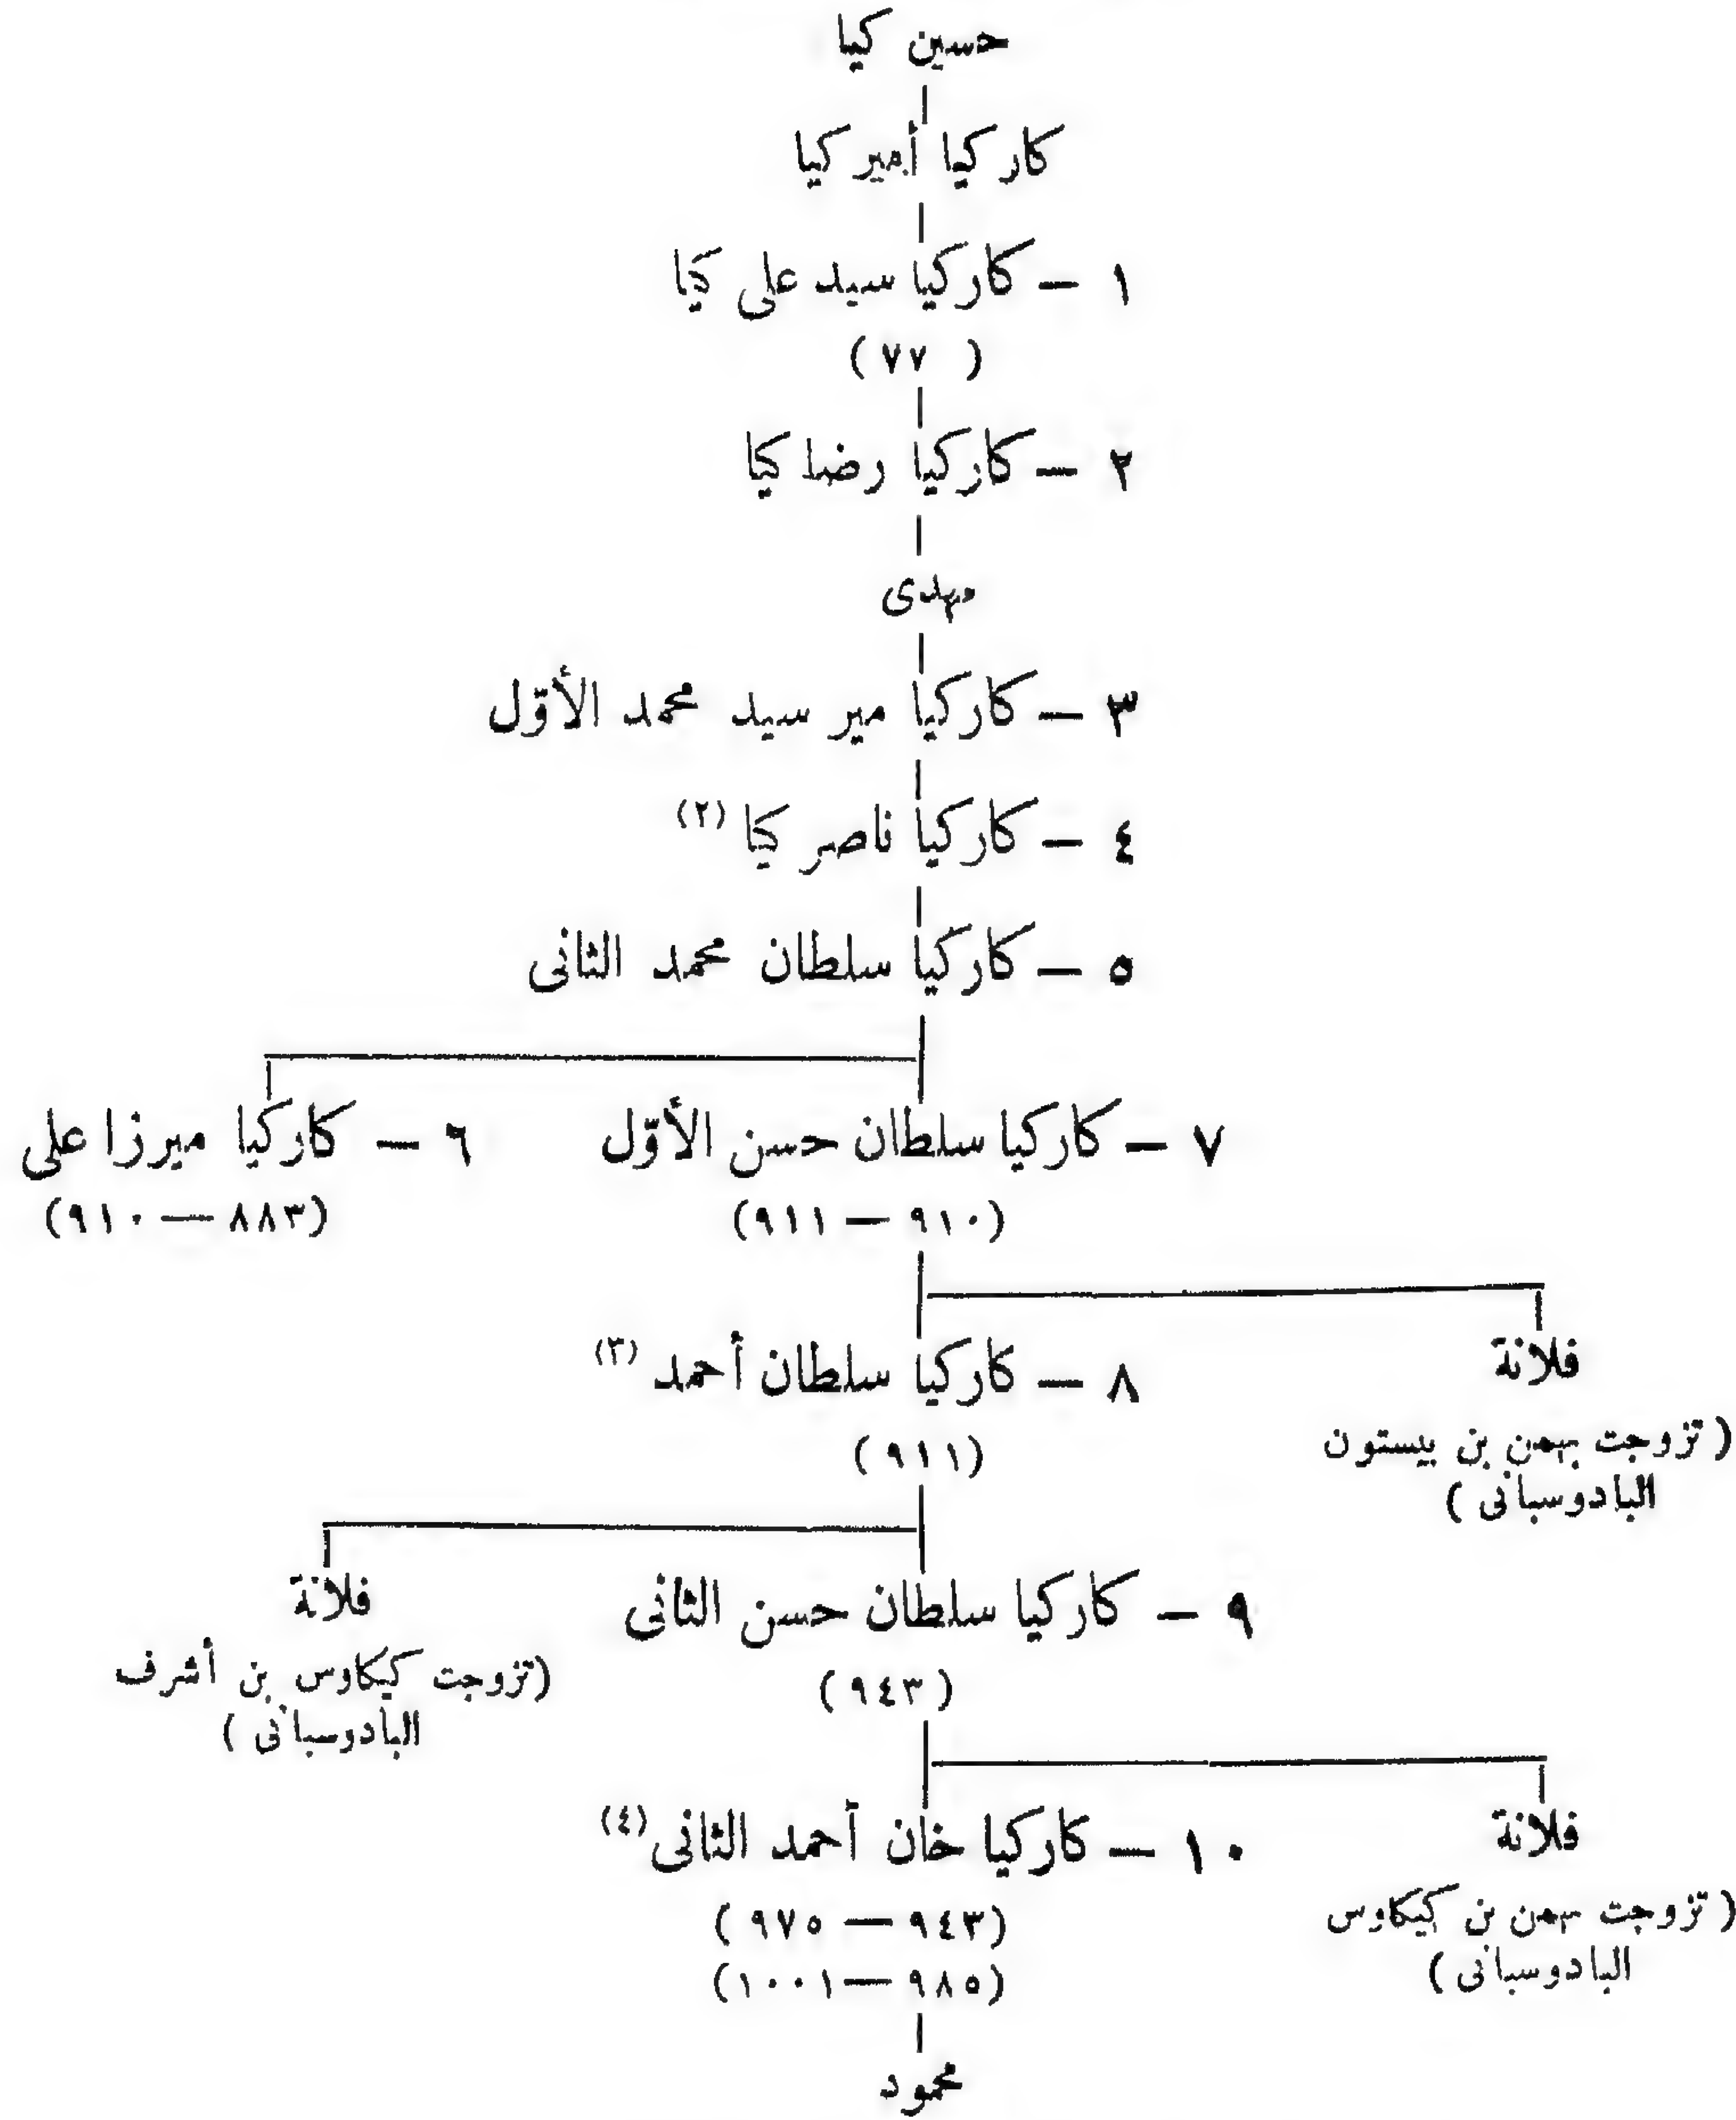 حسين كيا
كاركيا أمير كيا
١ — كاركيا سيد على كيا
( ٧٧ )
٢ — كاركيا رضا كيا
مهدى
٣ — كاركيا مير سيد محمد الأوّل
٤ — كاركيا ناصر كيا (٢)
٥ — كاركيا سلطان محمد الثانى
٧ — كاركيا سلطان حسن الأوّل
(٩١٠ — ٩١١)
٦ — كاركيا ميرزا على
(٨٨٣ — ٩١٠)
فلانة
( تزوجت بهمن بن بيستون
البادوسبانى )
٨ — كاركيا سلطان أحمد (٣)
(٩١١)
٩ — كاركيا سلطان حسن الثانى
(٩٤٣)
فلانة
(تزوجت كيكاوس بن أشرف
البادوسبانى )
فلانة
( تزوجت بهمن بن كيكاوس
البادوسبانى )
١٠ — كاركيا خان أحمد الثانى (٤)
(٩٤٣ — ٩٧٥)
(٩٨٥ — ١٠٠١)
محمود